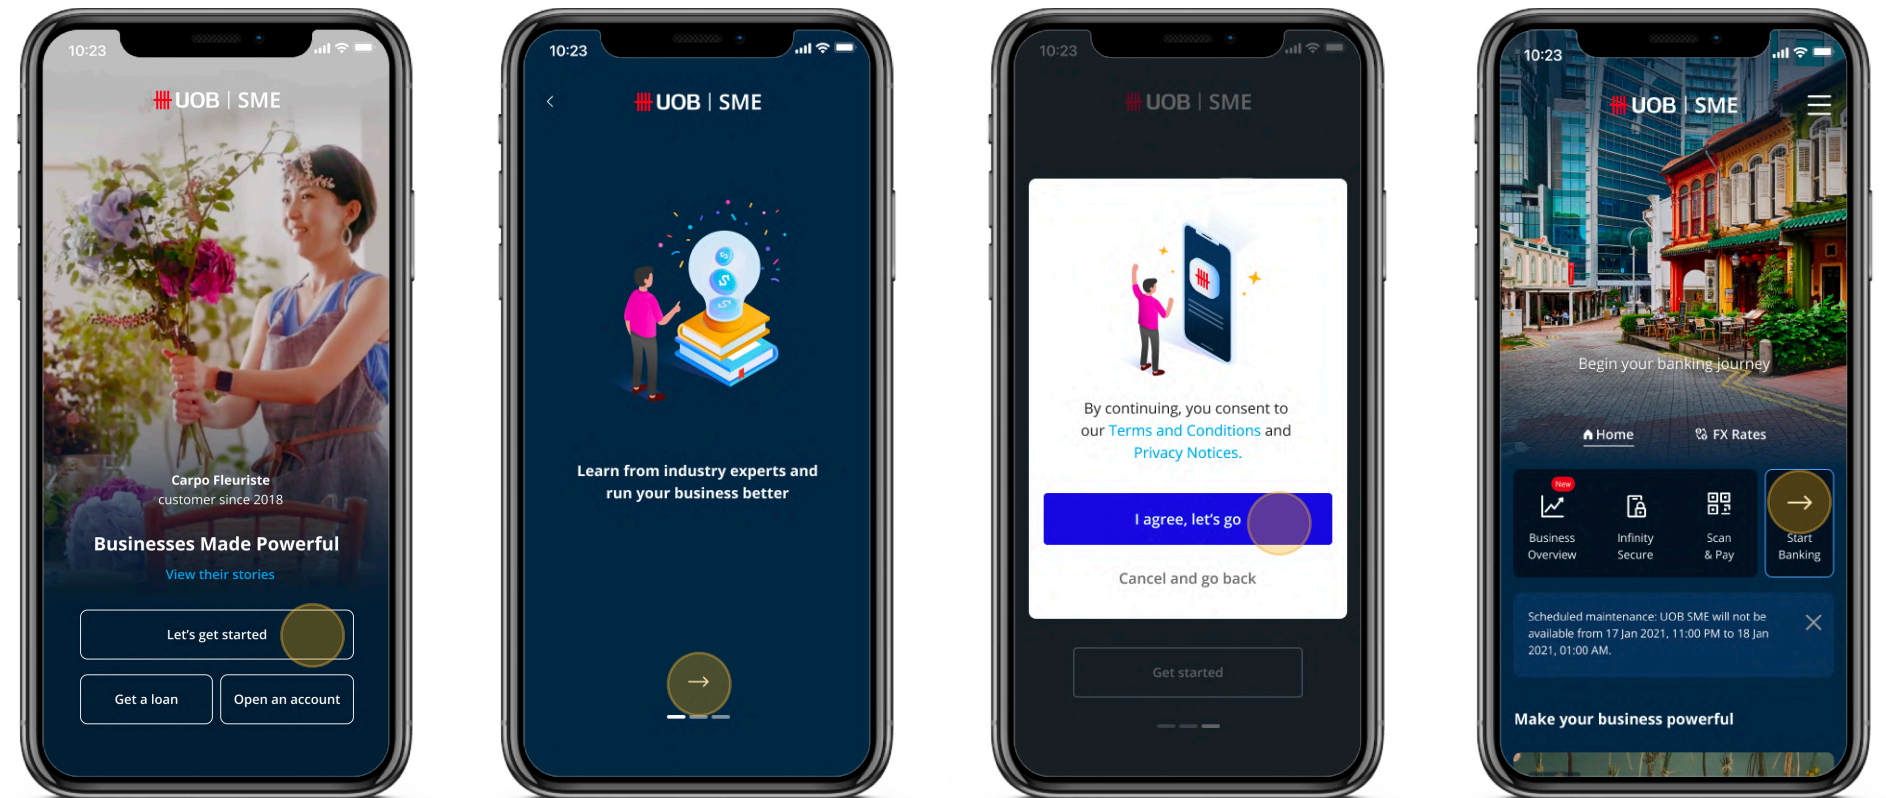 10:23
UOB | SME
Carpo Fleuriste
customer since 2018
Businesses Made Powerful
View their stories
Let's get started
Get a loan
Open an account
10:23
UOB | SME
Learn from industry experts and
run your business better
10:23
UOB | SME
By continuing, you consent to
our Terms and Conditions and
Privacy Notices.
I agree, let's go
Cancel and go back
Get started
10:23
UOB | SME
Begin your banking journey
Home
FX Rates
New
Business
Overview
Infinity
Secure
Scan
& Pay
Start
Banking
Scheduled maintenance: UOB SME will not be
available from 17 Jan 2021, 11:00 PM to 18 Jan
2021, 01:00 AM.
Make your business powerful